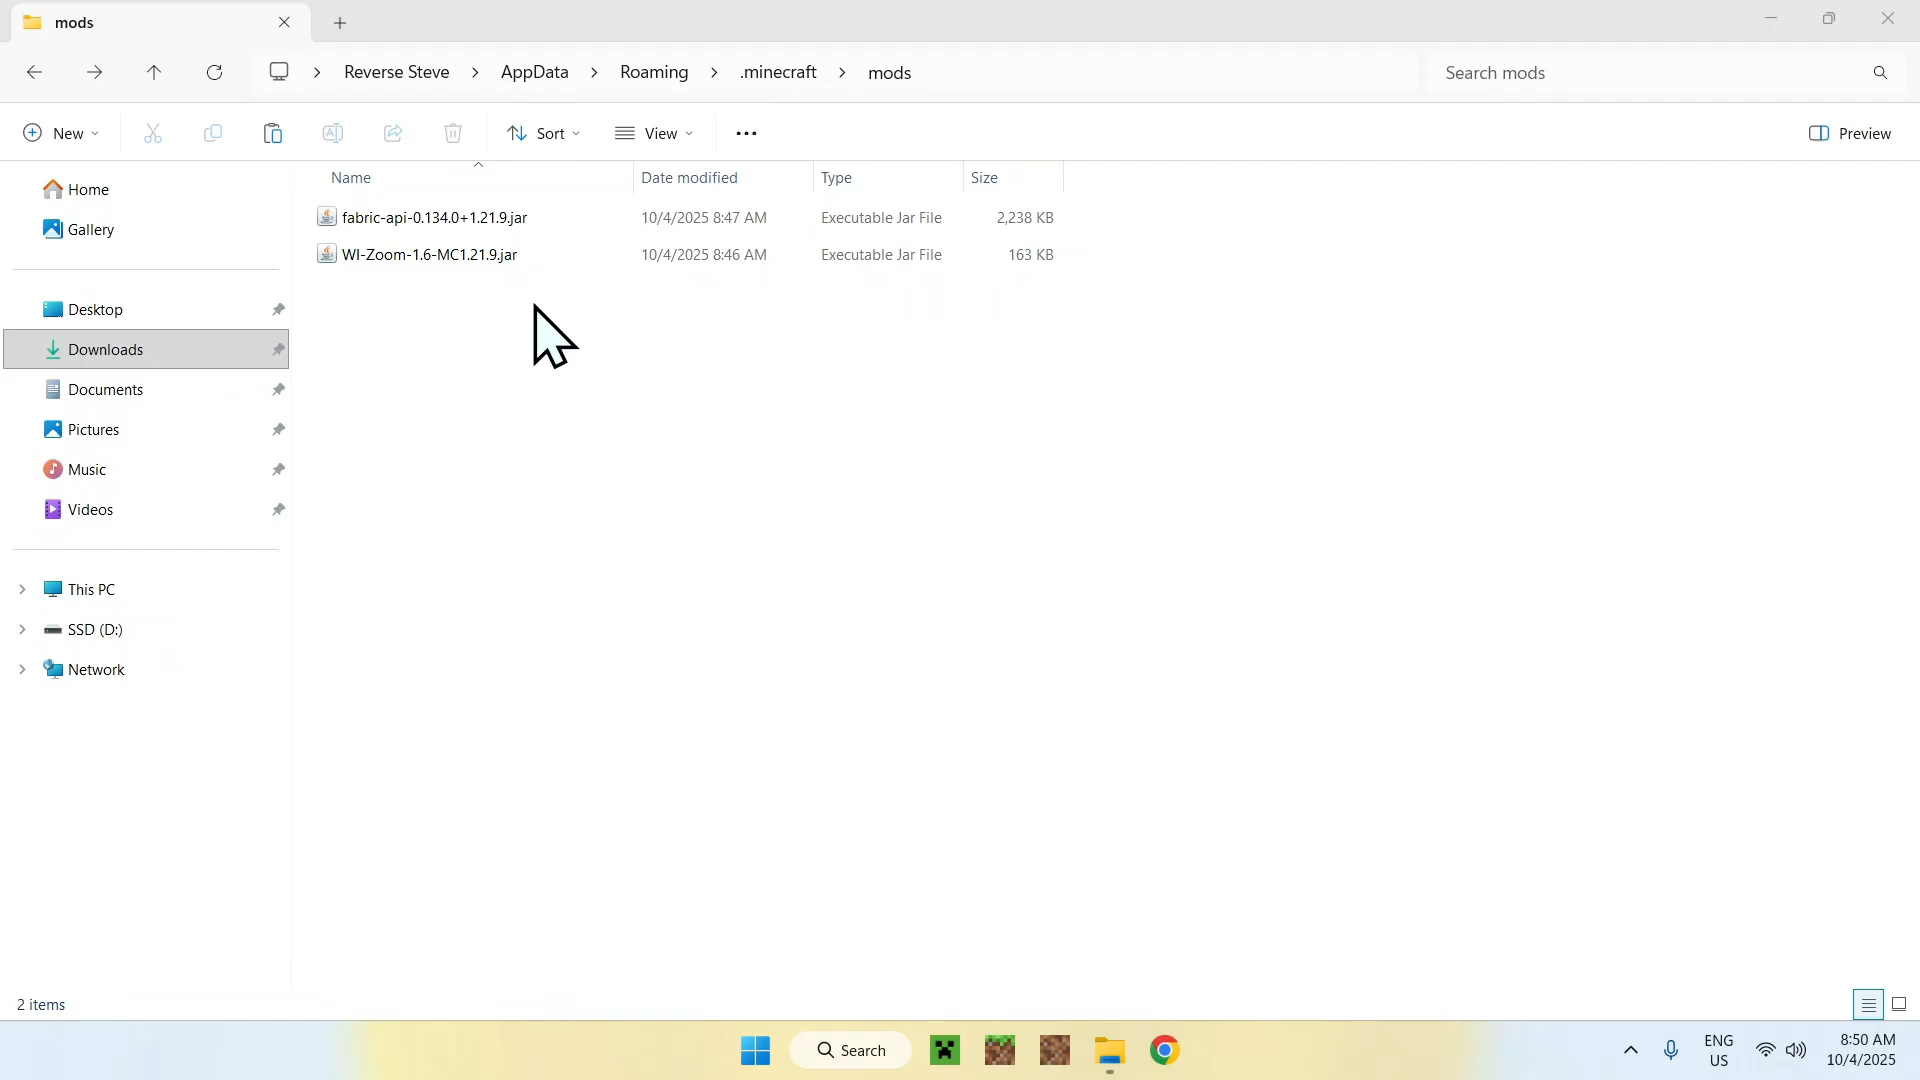 mods
Reverse Steve
AppData
Roaming
.minecraft
mods
Search mods
New
Sort
View
Preview
Name
Date modified
Type
Size
fabric-api-0.134.0+1.21.9.jar
10/4/2025 8:47 AM
Executable Jar File
2,238 KB
WI-Zoom-1.6-MC1.21.9.jar
10/4/2025 8:46 AM
Executable Jar File
163 KB
Home
Gallery
Desktop
Downloads
Documents
Pictures
Music
Videos
This PC
SSD (D:)
Network
2 items
Search
ENG
US
8:50 AM
10/4/2025